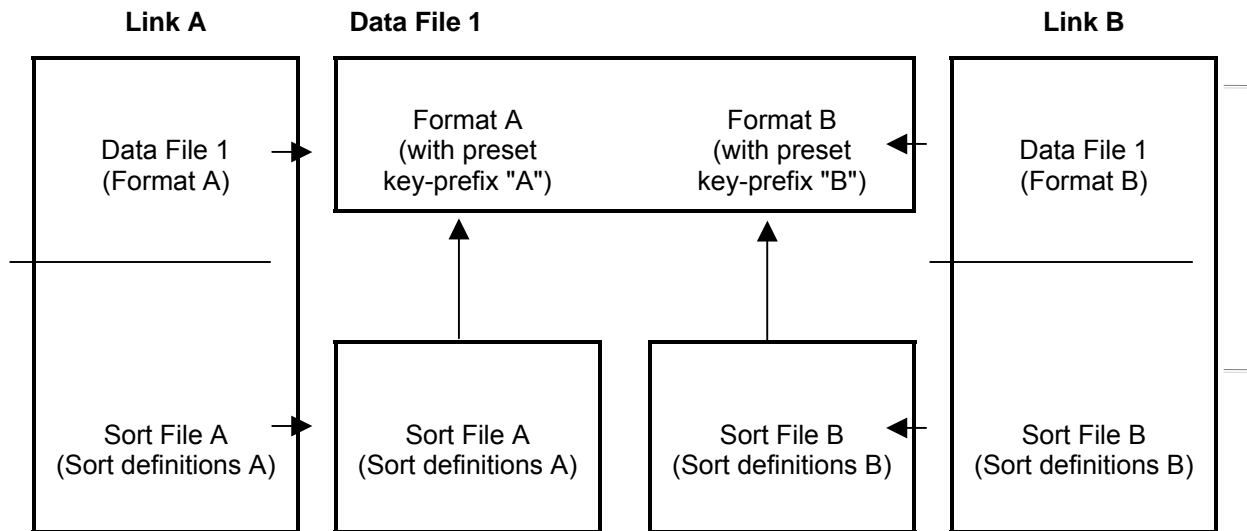 Link A
Data File 1
Link B
Data File 1
(Format A)
Format A
(with preset
key-prefix "A")
Format B
(with preset
key-prefix "B")
Data File 1
(Format B)
Sort File A
(Sort definitions A)
Sort File A
(Sort definitions A)
Sort File B
(Sort definitions B)
Sort File B
(Sort definitions B)